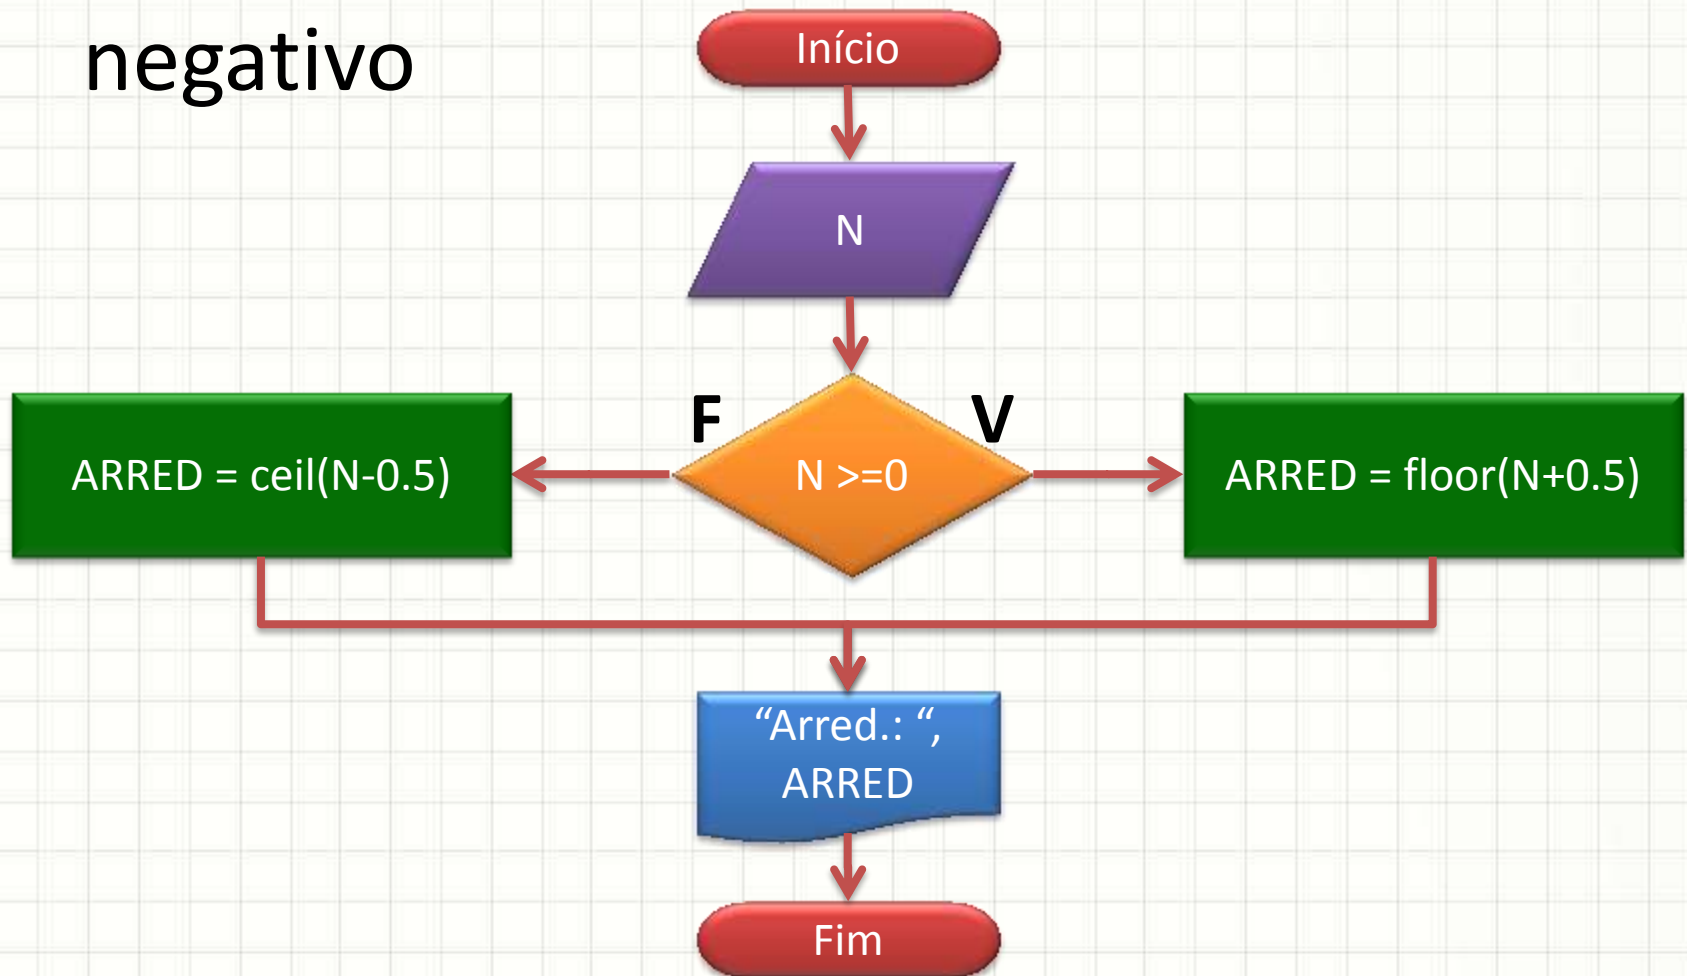 negativo
Início
N
F
V
ARRED = ceil(N-0.5)
N >=0
ARRED = floor(N+0.5)
“Arred.: “,
ARRED
Fim